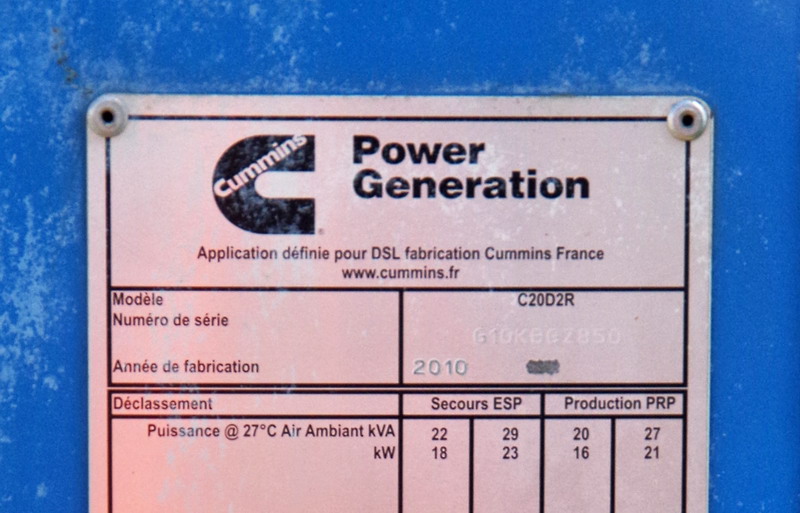 Cummins
Power
Generation
Application définie pour DSL fabrication Cummins France
www.cummins.fr
Modèle C20D2R
Numéro de série
Année de fabrication 2010
Déclassement Secours ESP Production PRP
Puissance @ 27°C Air Ambiant kVA 22 29 20 27
kW 18 23 16 21